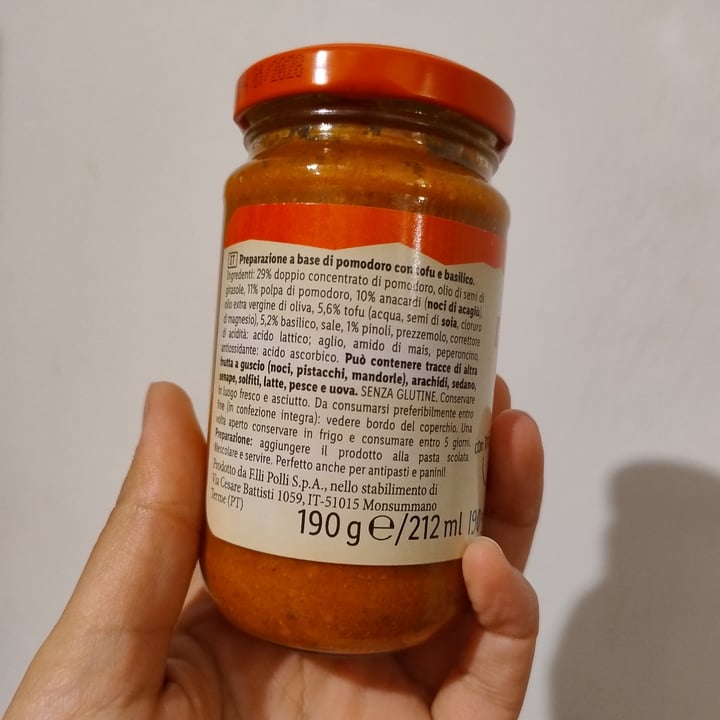 01/2026
IT Preparazione a base di pomodoro con tofu e basilico.
Ingredienti: 29% doppio concentrato di pomodoro, olio di semi di
girasole, 11% polpa di pomodoro, 10% anacardi (noci di acagiù),
olio extra vergine di oliva, 5,6% tofu (acqua, semi di soia, cloruro
di magnesio), 5,2% basilico, sale, 1% pinoli, prezzemolo, correttore
di acidità: acido lattico; aglio, amido di mais, peperoncino,
antiossidante: acido ascorbico. Può contenere tracce di altra
frutta a guscio (noci, pistacchi, mandorle), arachidi, sedano,
senape, solfiti, latte, pesce e uova. SENZA GLUTINE. Conservare
in luogo fresco e asciutto. Da consumarsi preferibilmente entro
fine (in confezione integra): vedere bordo del coperchio. Una
volta aperto conservare in frigo e consumare entro 5 giorni.
Preparazione: aggiungere il prodotto alla pasta scolata.
Mescolare e servire. Perfetto anche per antipasti e panini!
Prodotto da F.lli Polli S.p.A., nello stabilimento di
Via Cesare Battisti 1059, IT-51015 Monsummano
Terme (PT)
190 g ℮/212 ml
con